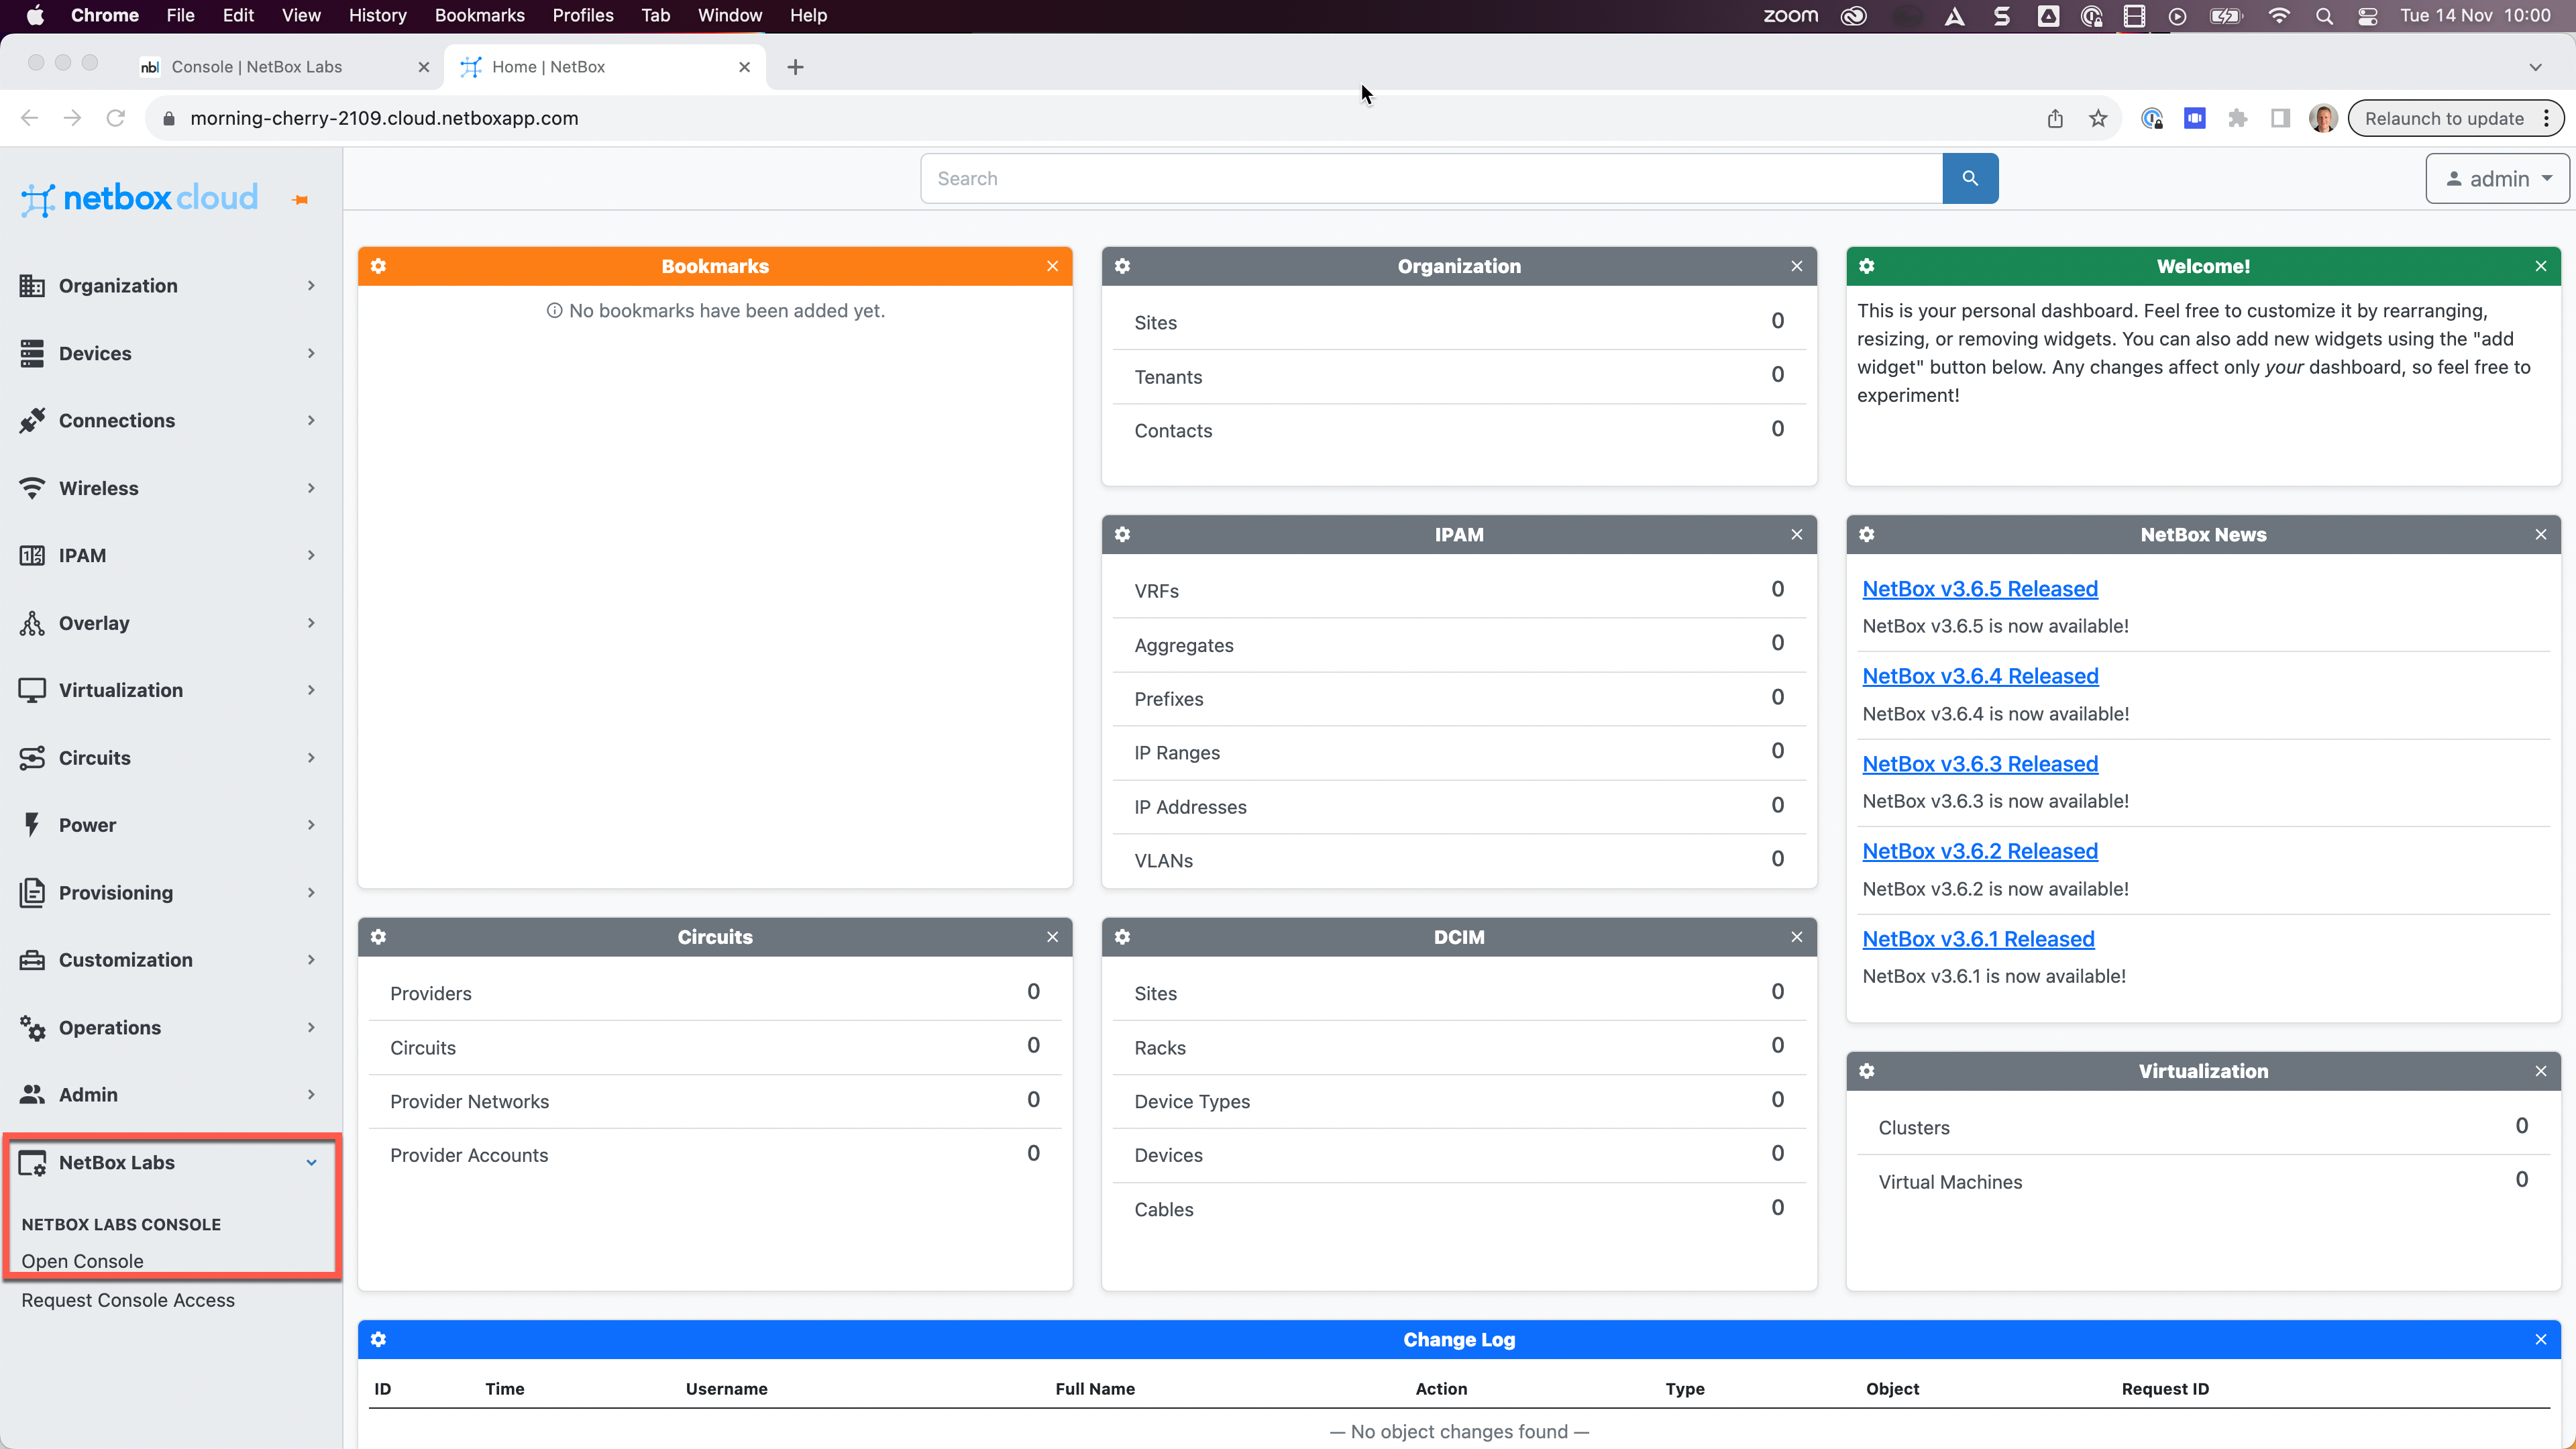 Chrome File Edit View History Bookmarks Profiles Tab Window Help
zoom Tue 14 Nov 10:00
nbl Console | NetBox Labs
Home | NetBox
morning-cherry-2109.cloud.netboxapp.com
Relaunch to update
netbox cloud
Search
admin
Organization
Devices
Connections
Wireless
IPAM
Overlay
Virtualization
Circuits
Power
Provisioning
Customization
Operations
Admin
NetBox Labs
NETBOX LABS CONSOLE
Open Console
Request Console Access
Bookmarks
No bookmarks have been added yet.
Organization
Sites 0
Tenants 0
Contacts 0
Welcome!
This is your personal dashboard. Feel free to customize it by rearranging,
resizing, or removing widgets. You can also add new widgets using the "add
widget" button below. Any changes affect only your dashboard, so feel free to
experiment!
IPAM
VRFs 0
Aggregates 0
Prefixes 0
IP Ranges 0
IP Addresses 0
VLANs 0
NetBox News
NetBox v3.6.5 Released
NetBox v3.6.5 is now available!
NetBox v3.6.4 Released
NetBox v3.6.4 is now available!
NetBox v3.6.3 Released
NetBox v3.6.3 is now available!
NetBox v3.6.2 Released
NetBox v3.6.2 is now available!
NetBox v3.6.1 Released
NetBox v3.6.1 is now available!
Circuits
Providers 0
Circuits 0
Provider Networks 0
Provider Accounts 0
DCIM
Sites 0
Racks 0
Device Types 0
Devices 0
Cables 0
Virtualization
Clusters 0
Virtual Machines 0
Change Log
ID Time Username Full Name Action Type Object Request ID
— No object changes found —